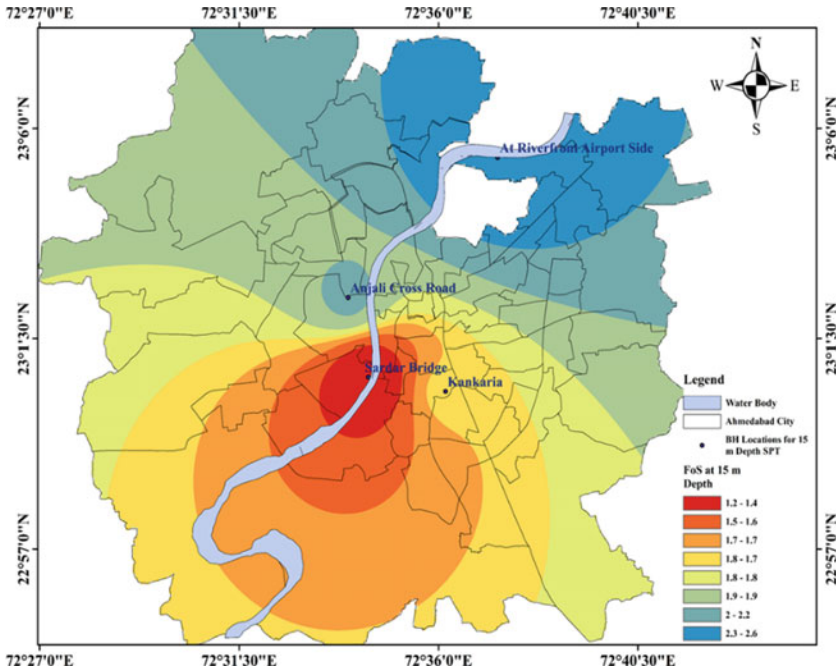 72°27'0"E 72°31'30"E 72°36'0"E 72°40'30"E
N
W E
S
23°6'0"N 23°6'0"N
At Riverfront Airport Side
Anjali Cross Road
23°1'30"N 23°1'30"N
Sardar Bridge
Kankaria
Legend
Water Body
Ahmedabad City
BH Locations for 15
m Depth SPT
FoS at 15 m
Depth
1.2 - 1.4
1.5 - 1.6
1.7 - 1.7
1.8 - 1.7
1.8 - 1.8
1.9 - 1.9
2 - 2.2
2.3 - 2.6
22°57'0"N 22°57'0"N
72°27'0"E 72°31'30"E 72°36'0"E 72°40'30"E